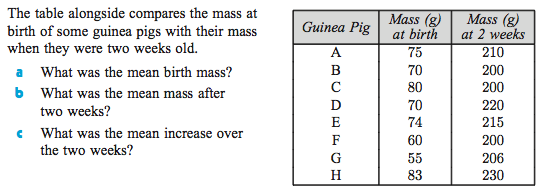 The table alongside compares the mass at
birth of some guinea pigs with their mass
when they were two weeks old.
a What was the mean birth mass?
b What was the mean mass after
two weeks?
c What was the mean increase over
the two weeks?
Guinea Pig Mass (g) at birth Mass (g) at 2 weeks
A 75 210
B 70 200
C 80 200
D 70 220
E 74 215
F 60 200
G 55 206
H 83 230